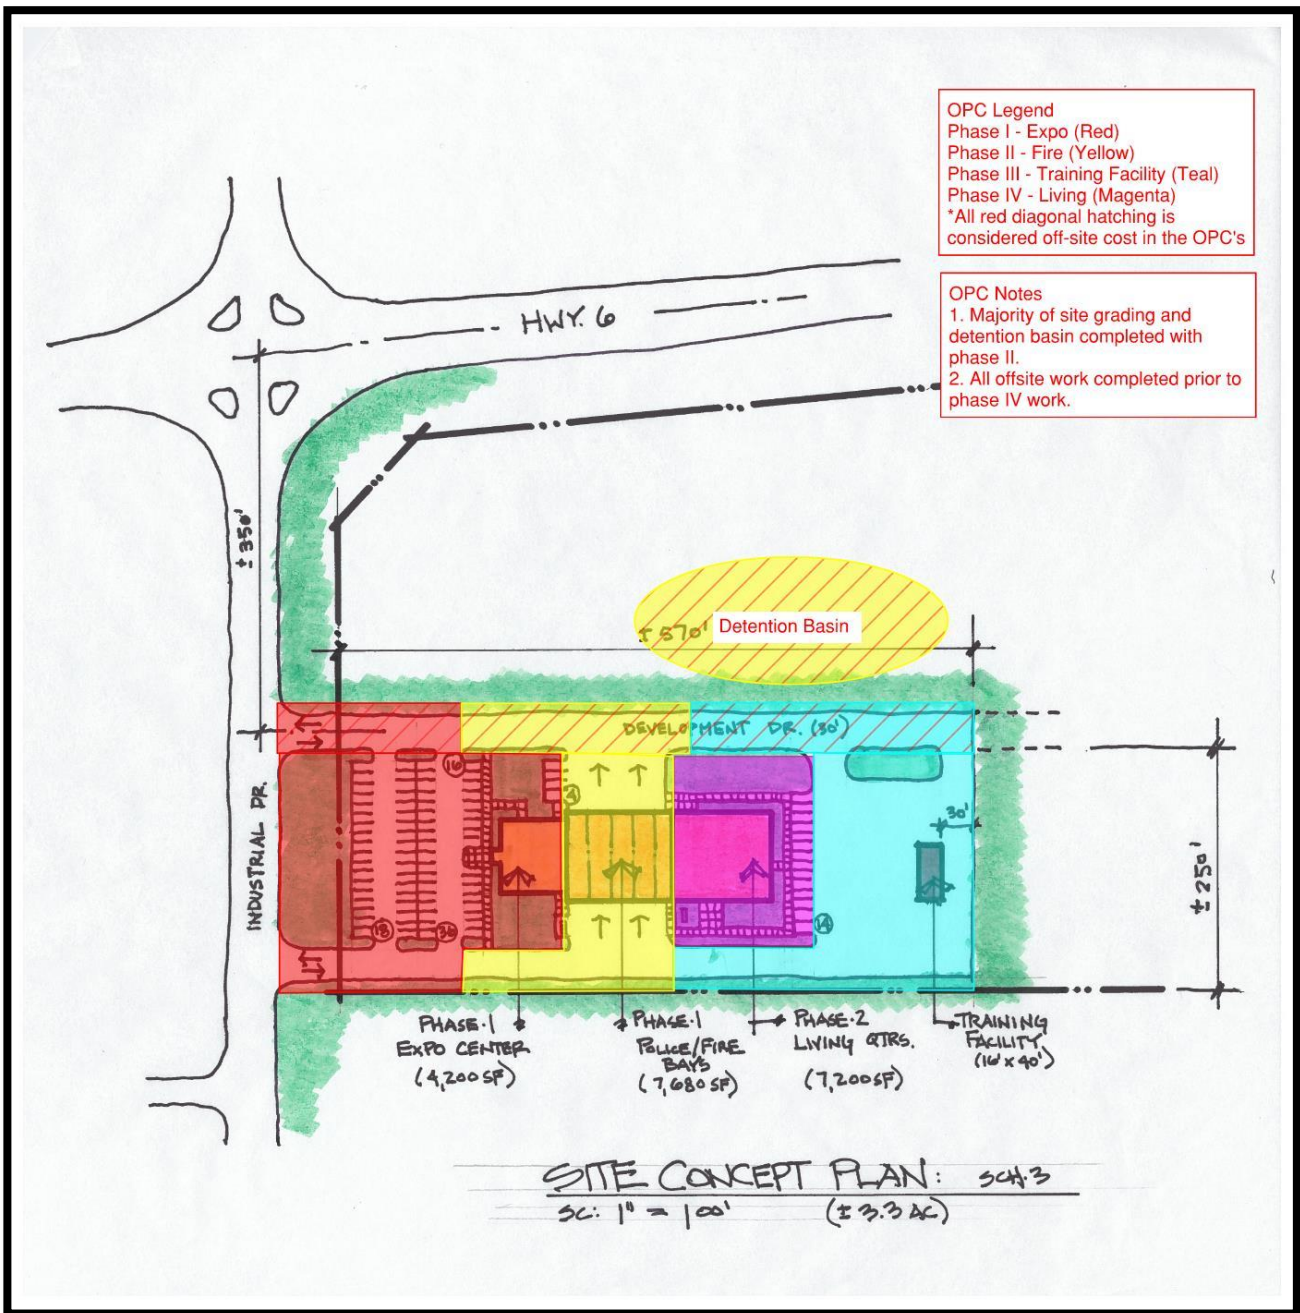 OPC Legend
Phase I - Expo (Red)
Phase II - Fire (Yellow)
Phase III - Training Facility (Teal)
Phase IV - Living (Magenta)
*All red diagonal hatching is
considered off-site cost in the OPC's
OPC Notes
1. Majority of site grading and
detention basin completed with
phase II.
2. All offsite work completed prior to
phase IV work.
HWY. 6
±350'
Detention Basin
±570'
DEVELOPMENT DR. (30')
INDUSTRIAL DR.
16
4
30'
±250'
18
36
14
PHASE·1
EXPO CENTER
(4,200 SF)
PHASE·1
POLICE/FIRE
BAYS
(7,680 SF)
PHASE·2
LIVING QTRS.
(7,200 SF)
TRAINING
FACILITY
(16' x 40')
SITE CONCEPT PLAN: SCH·3
SC: 1" = 100' (±3.3 AC)